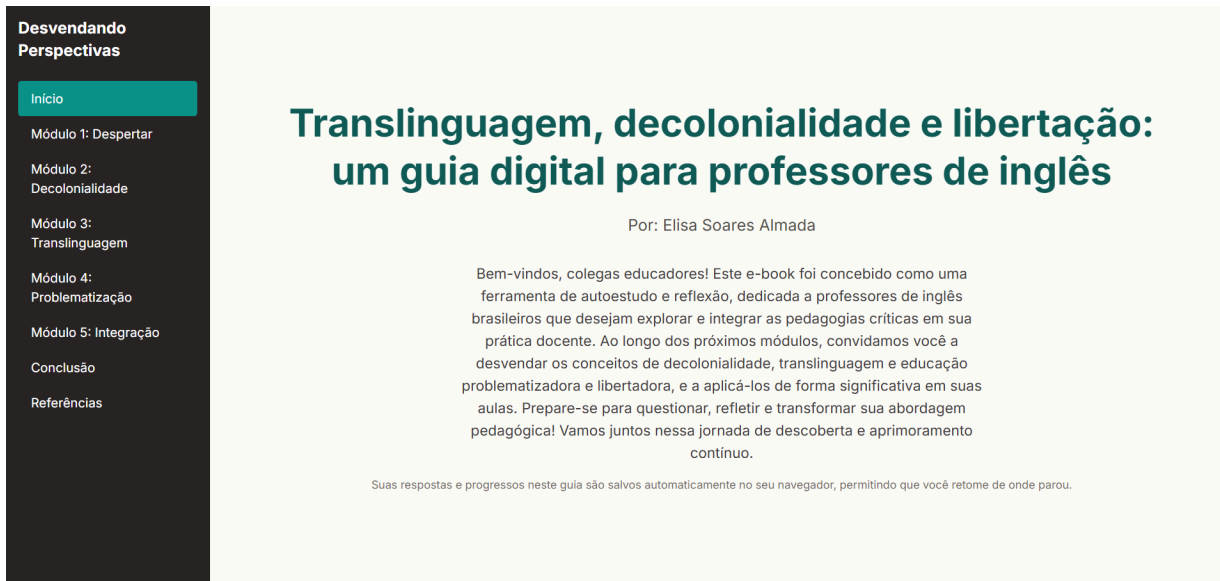 Desvendando
Perspectivas
Início
Módulo 1: Despertar
Módulo 2:
Decolonialidade
Módulo 3:
Translinguagem
Módulo 4:
Problematização
Módulo 5: Integração
Conclusão
Referências
Translinguagem, decolonialidade e libertação:
um guia digital para professores de inglês
Por: Elisa Soares Almada
Bem-vindos, colegas educadores! Este e-book foi concebido como uma
ferramenta de autoestudo e reflexão, dedicada a professores de inglês
brasileiros que desejam explorar e integrar as pedagogias críticas em sua
prática docente. Ao longo dos próximos módulos, convidamos você a
desvendar os conceitos de decolonialidade, translinguagem e educação
problematizadora e libertadora, e a aplicá-los de forma significativa em suas
aulas. Prepare-se para questionar, refletir e transformar sua abordagem
pedagógica! Vamos juntos nessa jornada de descoberta e aprimoramento
contínuo.
Suas respostas e progressos neste guia são salvos automaticamente no seu navegador, permitindo que você retome de onde parou.